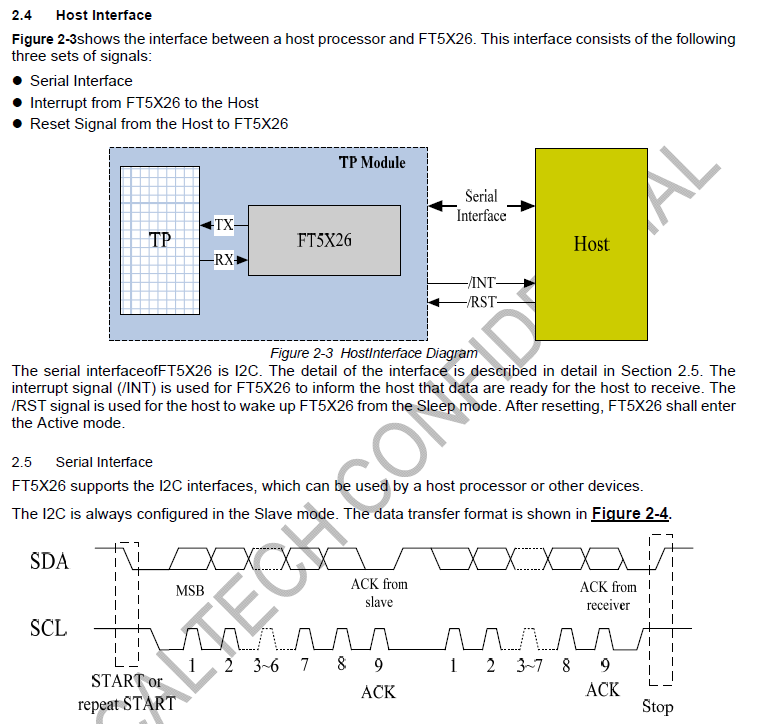 2.4 Host Interface
Figure 2-3shows the interface between a host processor and FT5X26. This interface consists of the following
three sets of signals:
● Serial Interface
● Interrupt from FT5X26 to the Host
● Reset Signal from the Host to FT5X26
TP Module
TP
TX
RX
FT5X26
Serial
Interface
/INT
/RST
Host
Figure 2-3 HostInterface Diagram
The serial interfaceofFT5X26 is I2C. The detail of the interface is described in detail in Section 2.5. The
interrupt signal (/INT) is used for FT5X26 to inform the host that data are ready for the host to receive. The
/RST signal is used for the host to wake up FT5X26 from the Sleep mode. After resetting, FT5X26 shall enter
the Active mode.
2.5 Serial Interface
FT5X26 supports the I2C interfaces, which can be used by a host processor or other devices.
The I2C is always configured in the Slave mode. The data transfer format is shown in Figure 2-4.
SDA
MSB
ACK from
slave
ACK from
receiver
SCL
1 2 3~6 7 8 9 1 2 3~7 8 9
START or
repeat START
ACK
ACK
Stop
CALTECH CONFIDENTIAL